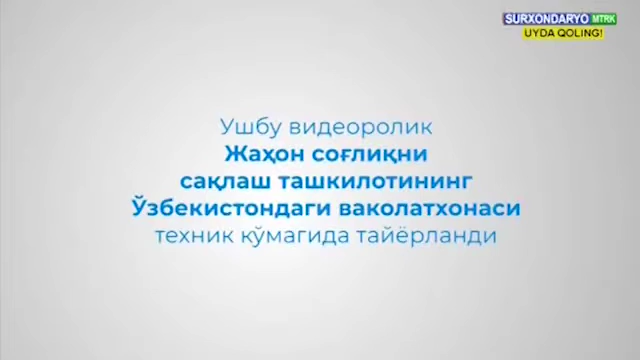 SURXONDARYO MTRK
UYDA QOLING!
Ушбу видеоролик
Жаҳон соғлиқни
сақлаш ташкилотининг
Ўзбекистондаги ваколатхонаси
техник кўмагида тайёрланди